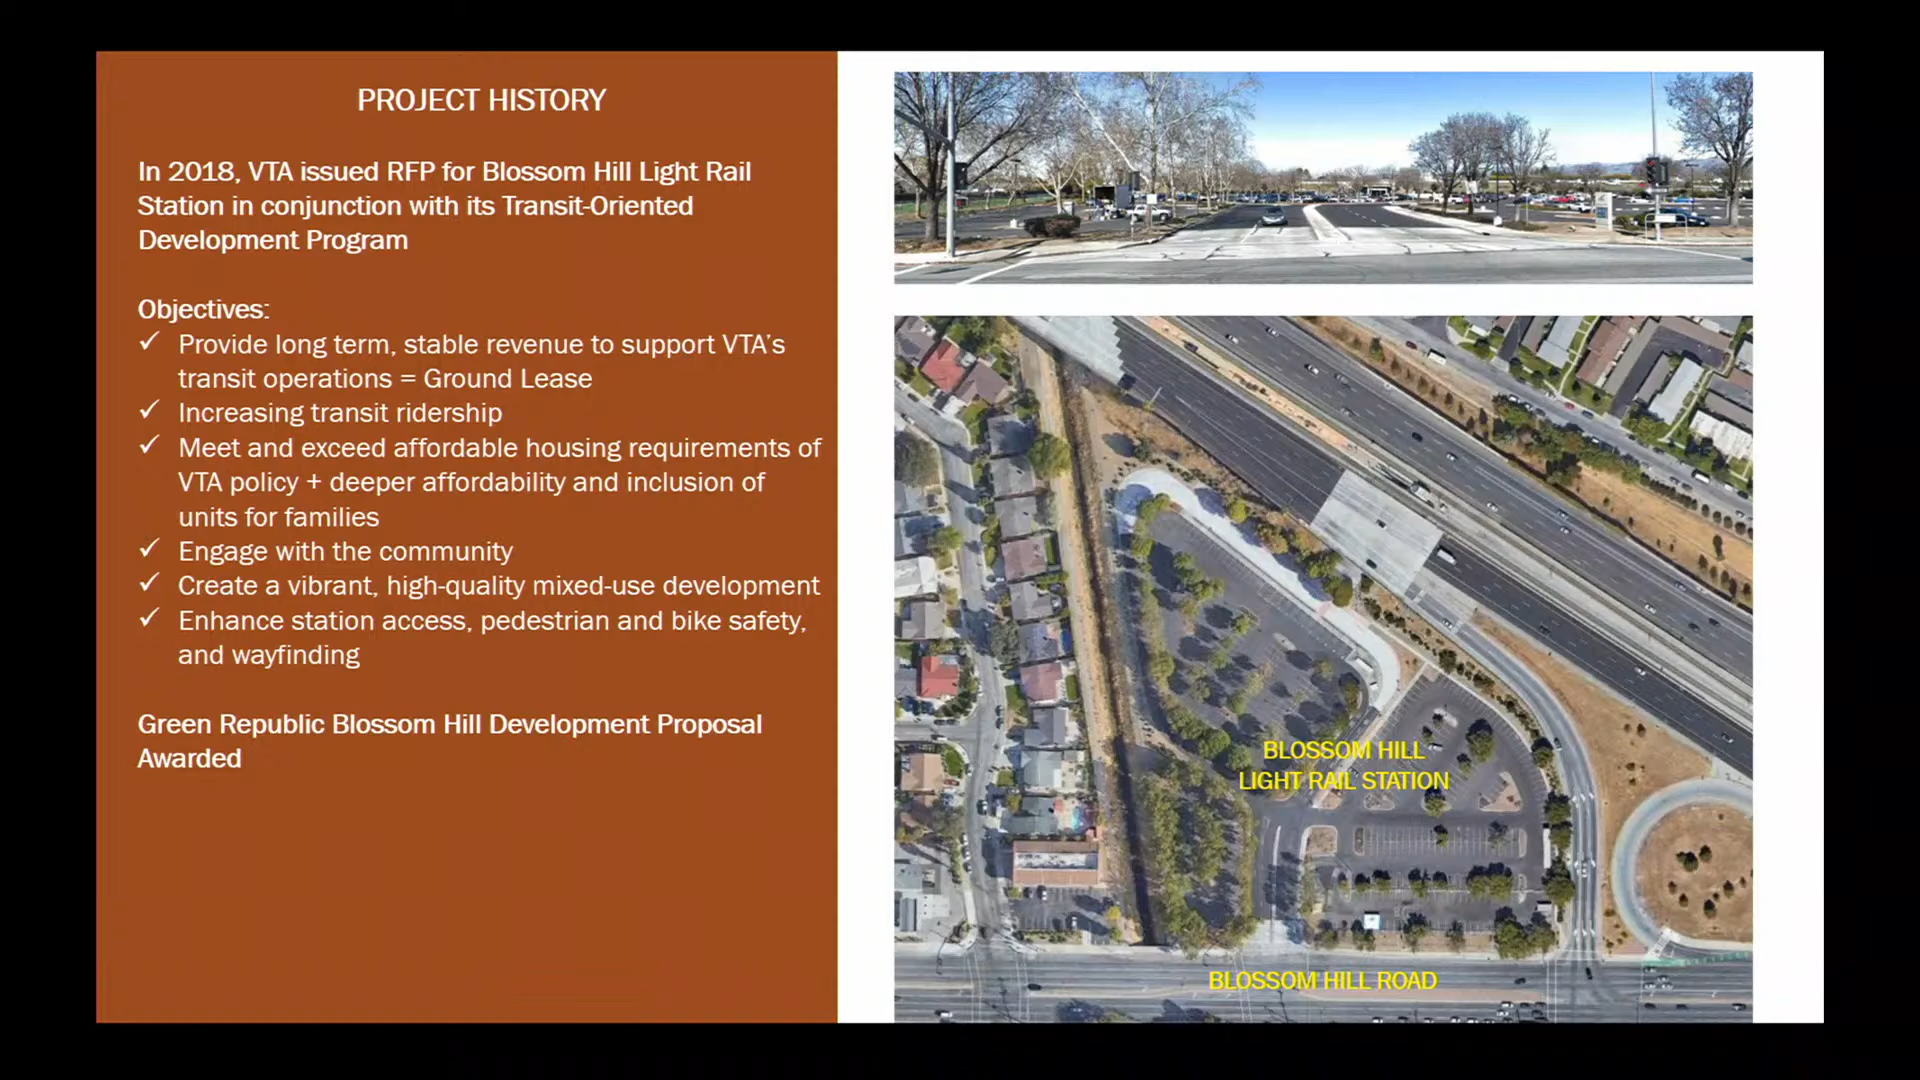 PROJECT HISTORY
In 2018, VTA issued RFP for Blossom Hill Light Rail
Station in conjunction with its Transit-Oriented
Development Program
Objectives:
✓ Provide long term, stable revenue to support VTA's
transit operations = Ground Lease
✓ Increasing transit ridership
✓ Meet and exceed affordable housing requirements of
VTA policy + deeper affordability and inclusion of
units for families
✓ Engage with the community
✓ Create a vibrant, high-quality mixed-use development
✓ Enhance station access, pedestrian and bike safety,
and wayfinding
Green Republic Blossom Hill Development Proposal
Awarded
BLOSSOM HILL
LIGHT RAIL STATION
BLOSSOM HILL ROAD